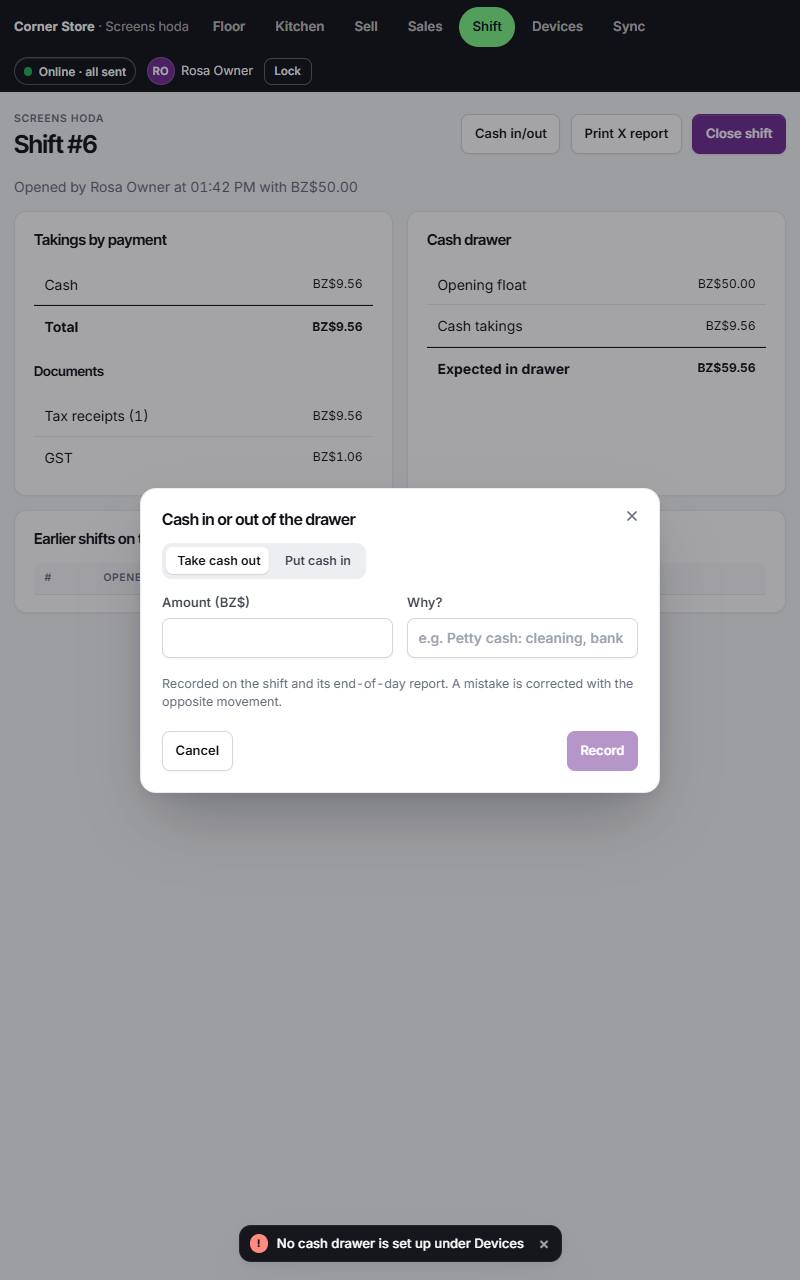 Corner Store · Screens hoda Floor Kitchen Sell Sales Shift Devices Sync
Online · all sent RO Rosa Owner Lock
SCREENS HODA
Shift #6
Cash in/out Print X report Close shift
Opened by Rosa Owner at 01:42 PM with BZ$50.00
Takings by payment
Cash BZ$9.56
Total BZ$9.56
Documents
Tax receipts (1) BZ$9.56
GST BZ$1.06
Cash drawer
Opening float BZ$50.00
Cash takings BZ$9.56
Expected in drawer BZ$59.56
Earlier shifts on t
# OPENE
Cash in or out of the drawer ×
Take cash out Put cash in
Amount (BZ$) Why?
e.g. Petty cash: cleaning, bank
Recorded on the shift and its end-of-day report. A mistake is corrected with the
opposite movement.
Cancel Record
! No cash drawer is set up under Devices ×